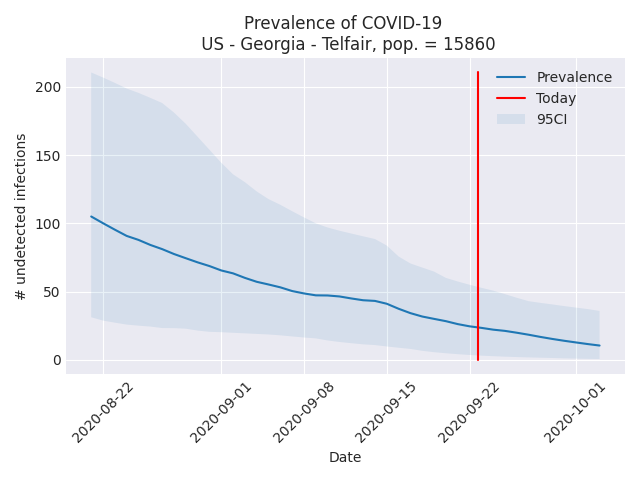 Prevalence of COVID-19
US - Georgia - Telfair, pop. = 15860
Prevalence
Today
95CI
# undetected infections
200
150
100
50
0
2020-08-22
2020-09-01
2020-09-08
2020-09-15
2020-09-22
2020-10-01
Date